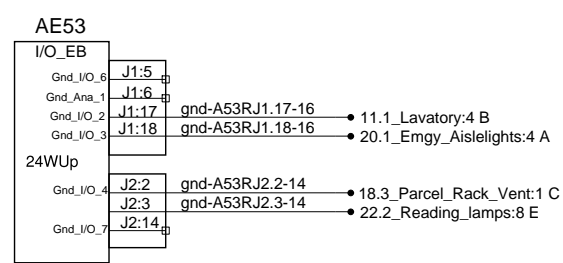 AE53
I/O_EB
Gnd_I/O_6 J1:5
Gnd_Ana_1 J1:6
Gnd_I/O_2 J1:17 gnd-A53RJ1.17-16 11.1_Lavatory:4 B
Gnd_I/O_3 J1:18 gnd-A53RJ1.18-16 20.1_Emgy_Aislelights:4 A
24WUp
Gnd_I/O_4 J2:2 gnd-A53RJ2.2-14 18.3_Parcel_Rack_Vent:1 C
J2:3 gnd-A53RJ2.3-14 22.2_Reading_lamps:8 E
Gnd_I/O_7 J2:14